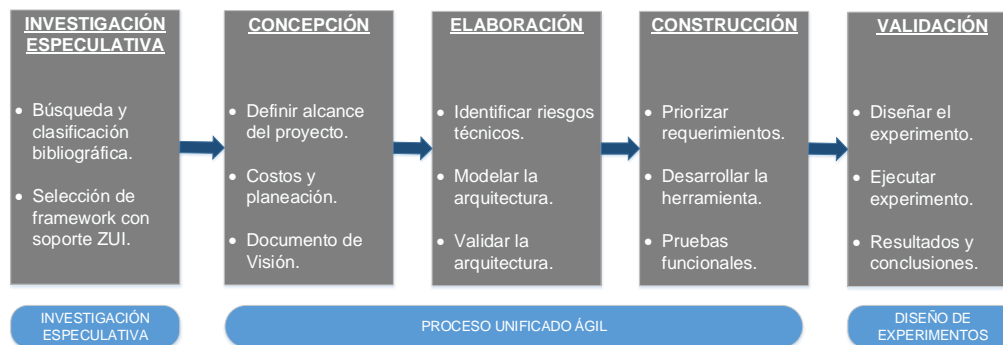 INVESTIGACIÓN
ESPECULATIVA
• Búsqueda y
clasificación
bibliográfica.
• Selección de
framework con
soporte ZUI.
CONCEPCIÓN
• Definir alcance
del proyecto.
• Costos y
planeación.
• Documento de
Visión.
ELABORACIÓN
• Identificar riesgos
técnicos.
• Modelar la
arquitectura.
• Validar la
arquitectura.
CONSTRUCCIÓN
• Priorizar
requerimientos.
• Desarrollar la
herramienta.
• Pruebas
funcionales.
VALIDACIÓN
• Diseñar el
experimento.
• Ejecutar
experimento.
• Resultados y
conclusiones.
INVESTIGACIÓN
ESPECULATIVA
PROCESO UNIFICADO ÁGIL
DISEÑO DE
EXPERIMENTOS